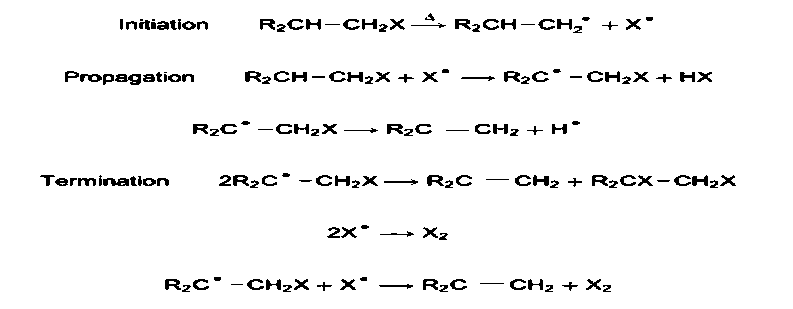 Initiation R₂CH–CH₂X —Δ→ R₂CH–CH₂• + X•
Propagation R₂CH–CH₂X + X• ⟶ R₂C•–CH₂X + HX
R₂C•–CH₂X ⟶ R₂C — CH₂ + H•
Termination 2R₂C•–CH₂X ⟶ R₂C — CH₂ + R₂CX–CH₂X
2X• ⟶ X₂
R₂C•–CH₂X + X• ⟶ R₂C — CH₂ + X₂